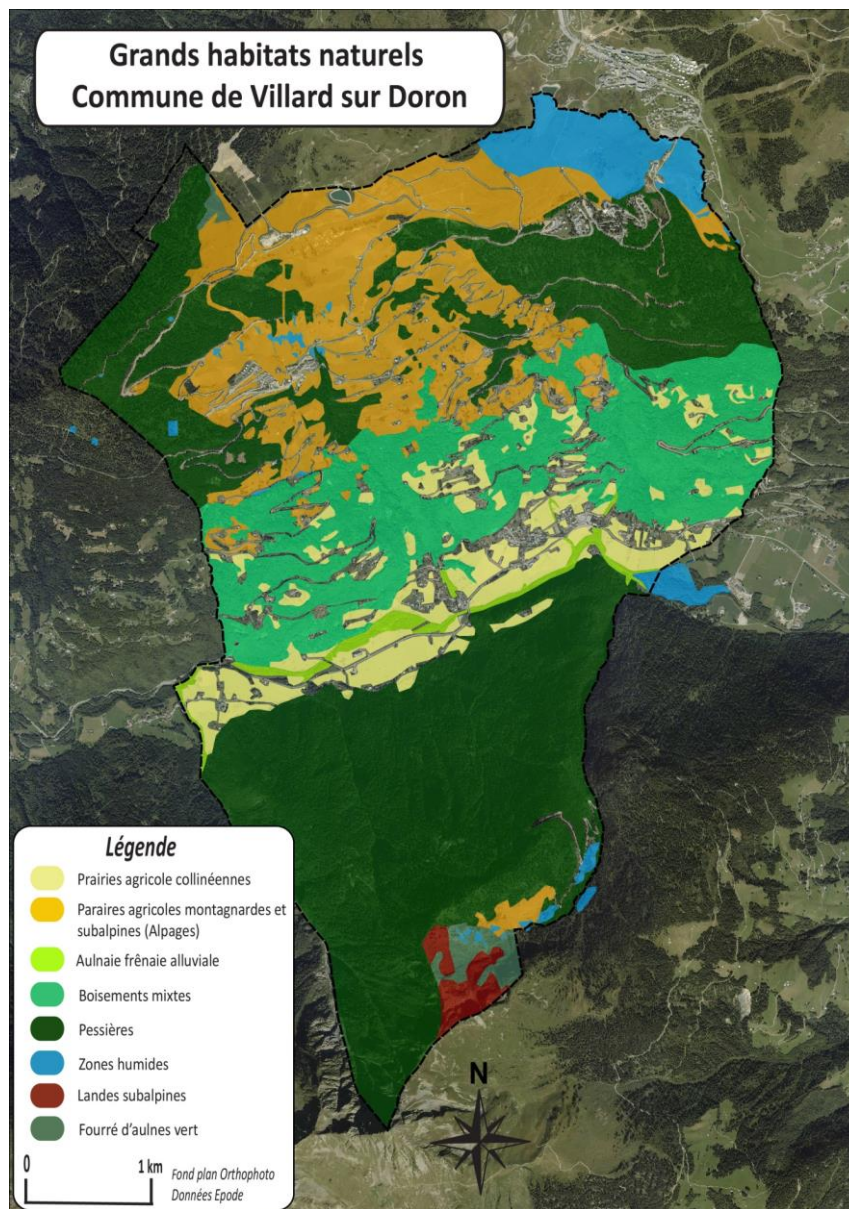 Grands habitats naturels
Commune de Villard sur Doron
Légende
Prairies agricole collinéennes
Paraires agricoles montagnardes et
subalpines (Alpages)
Aulnaie frênaie alluviale
Boisements mixtes
Pessières
Zones humides
Landes subalpines
Fourré d'aulnes vert
N
0
1 km
Fond plan Orthophoto
Données Epode